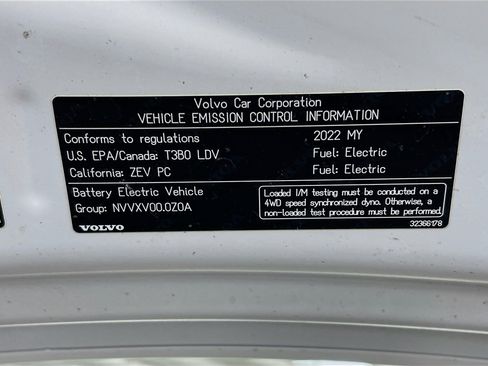 Volvo Car Corporation
VEHICLE EMISSION CONTROL INFORMATION
Conforms to regulations 2022 MY
U.S. EPA/Canada: T3B0 LDV Fuel: Electric
California: ZEV PC Fuel: Electric
Battery Electric Vehicle
Group: NVVXV00.0Z0A
Loaded I/M testing must be conducted on a
4WD speed synchronized dyno. Otherwise, a
non-loaded test procedure must be performed.
VOLVO 32366178